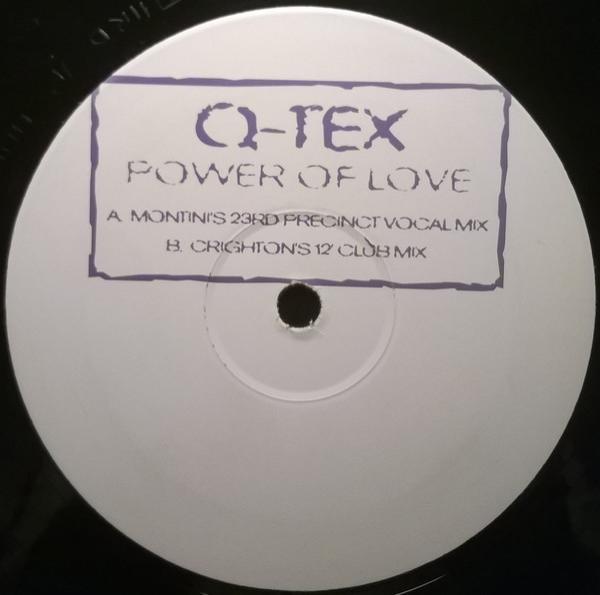 Q-TEX
POWER OF LOVE
A. MONTINI'S 23RD PRECINCT VOCAL MIX
B. CRIGHTON'S 12' CLUB MIX